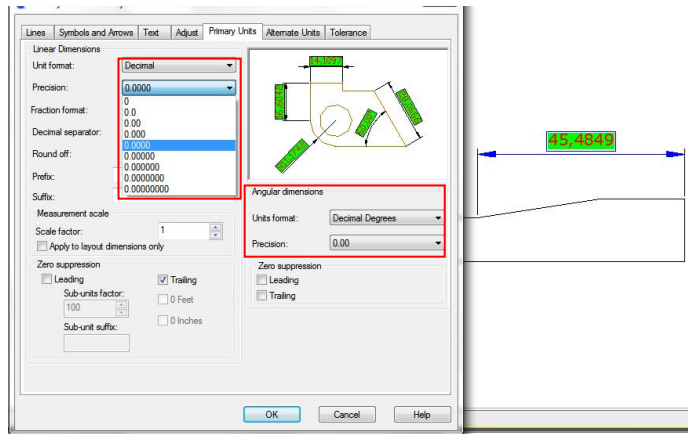 Lines Symbols and Arrows Text Adjust Primary Units Alternate Units Tolerance
Linear Dimensions
Unit format: Decimal
Precision: 0.0000
0
0.0
0.00
0.000
0.0000
0.00000
0.000000
0.0000000
0.00000000
Fraction format:
Decimal separator:
Round off:
Prefix:
Suffix:
Measurement scale
Scale factor: 1
Apply to layout dimensions only
Zero suppression
Leading
Trailing
Sub-units factor:
100
0 Feet
Sub-unit suffix:
0 Inches
14,1097
Angular dimensions
Units format: Decimal Degrees
Precision: 0.00
Zero suppression
Leading
Trailing
OK Cancel Help
45,4849